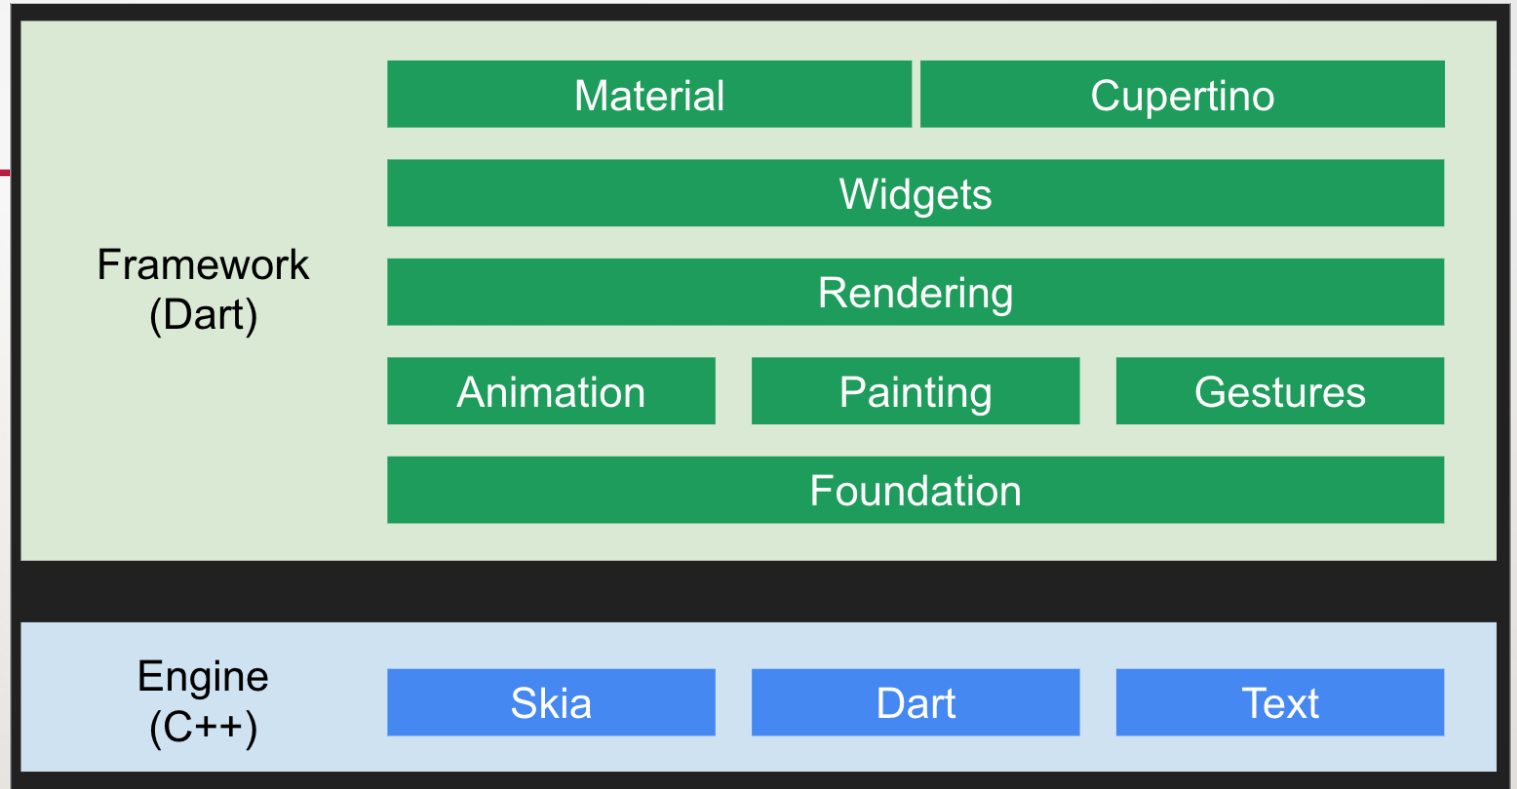 Material
Cupertino
Widgets
Framework
(Dart)
Rendering
Animation
Painting
Gestures
Foundation
Engine
(C++)
Skia
Dart
Text